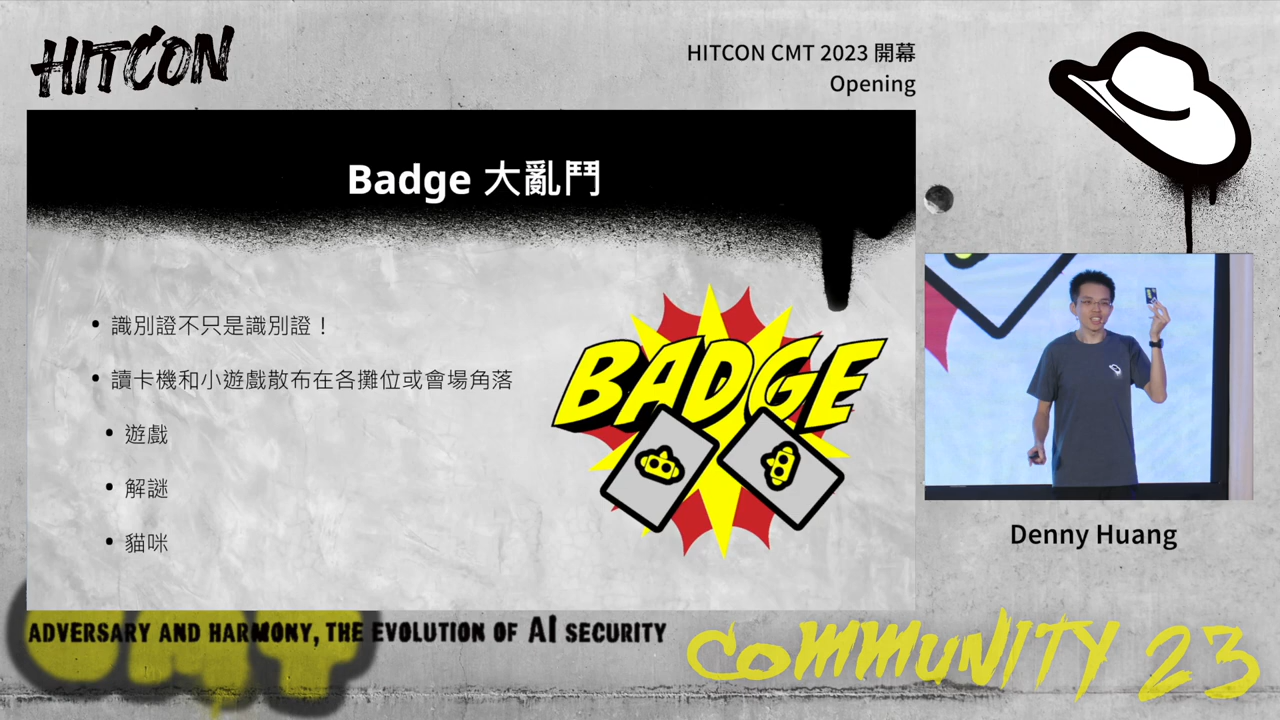 HITCON
HITCON CMT 2023 開幕
Opening
Badge 大亂鬥
• 識別證不只是識別證！
• 讀卡機和小遊戲散布在各攤位或會場角落
• 遊戲
• 解謎
• 貓咪
BADGE
Denny Huang
CMT
ADVERSARY AND HARMONY, THE EVOLUTION OF AI SECURITY
COMMUNITY 23